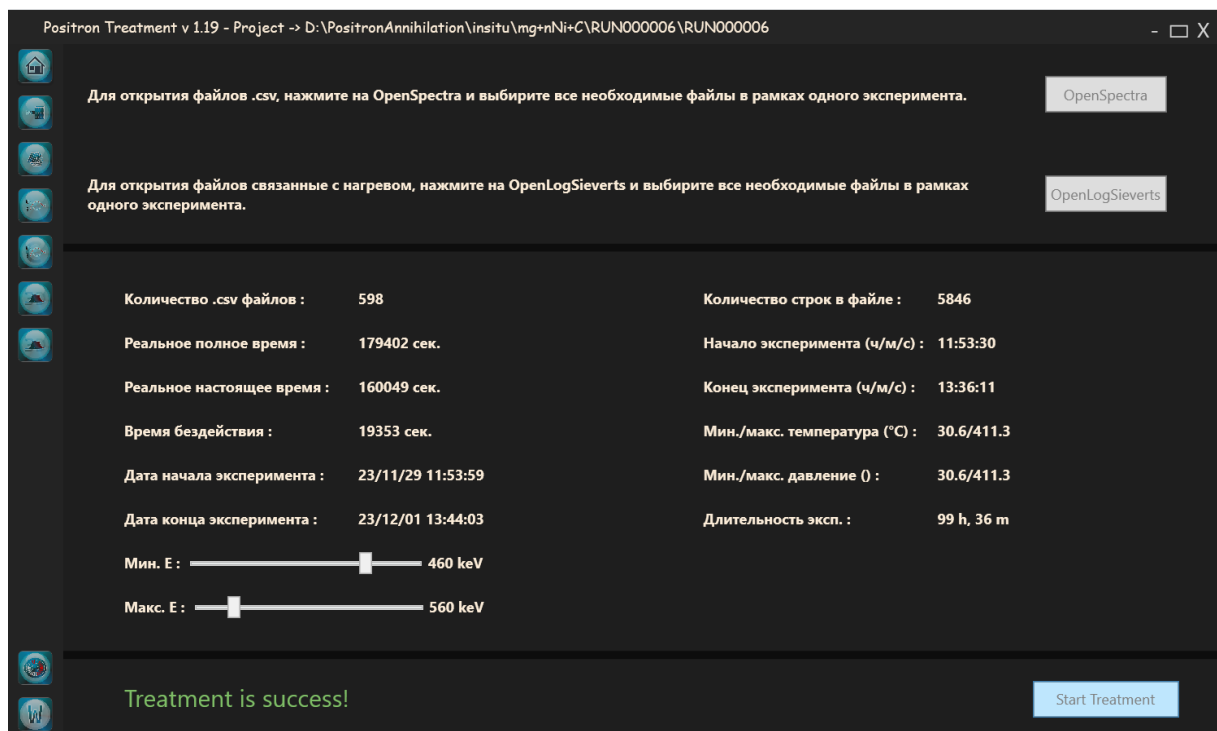 Positron Treatment v 1.19 - Project -> D:\PositronAnnihilation\insitu\mg+nNi+C\RUN000006\RUN000006
Для открытия файлов .csv, нажмите на OpenSpectra и выбирите все необходимые файлы в рамках одного эксперимента.
OpenSpectra
Для открытия файлов связанные с нагревом, нажмите на OpenLogSieverts и выбирите все необходимые файлы в рамках
одного эксперимента.
OpenLogSieverts
Количество .csv файлов : 598
Реальное полное время : 179402 сек.
Реальное настоящее время : 160049 сек.
Время бездействия : 19353 сек.
Дата начала эксперимента : 23/11/29 11:53:59
Дата конца эксперимента : 23/12/01 13:44:03
Мин. E : 460 keV
Макс. E : 560 keV
Количество строк в файле : 5846
Начало эксперимента (ч/м/с) : 11:53:30
Конец эксперимента (ч/м/с) : 13:36:11
Мин./макс. температура (°C) : 30.6/411.3
Мин./макс. давление () : 30.6/411.3
Длительность эксп. : 99 h, 36 m
Treatment is success!
Start Treatment
W